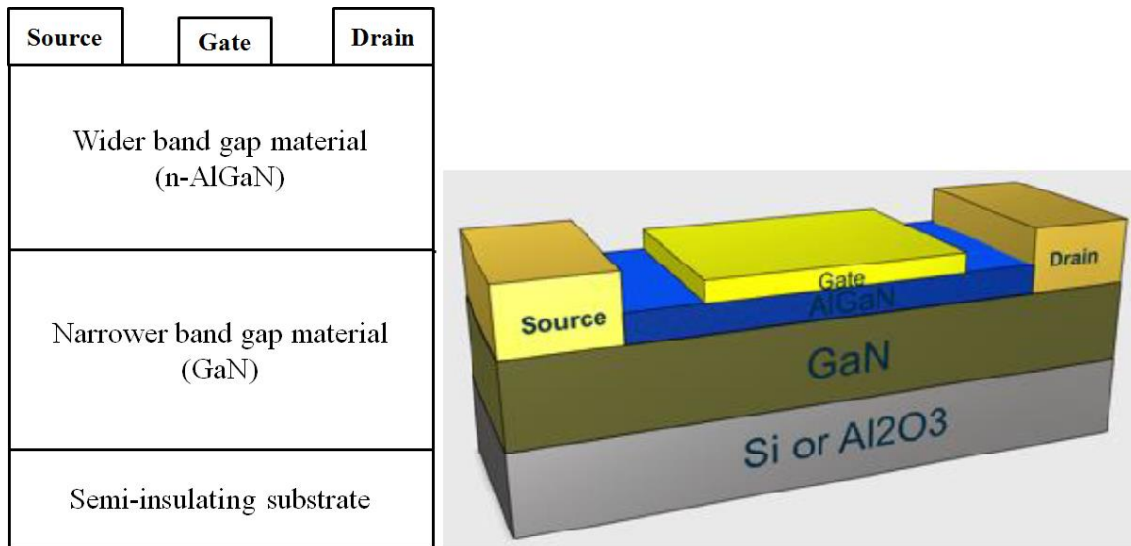 Source
Gate
Drain
Wider band gap material
(n-AlGaN)
Narrower band gap material
(GaN)
Semi-insulating substrate
Source
Gate
Drain
AlGaN
GaN
Si or Al2O3